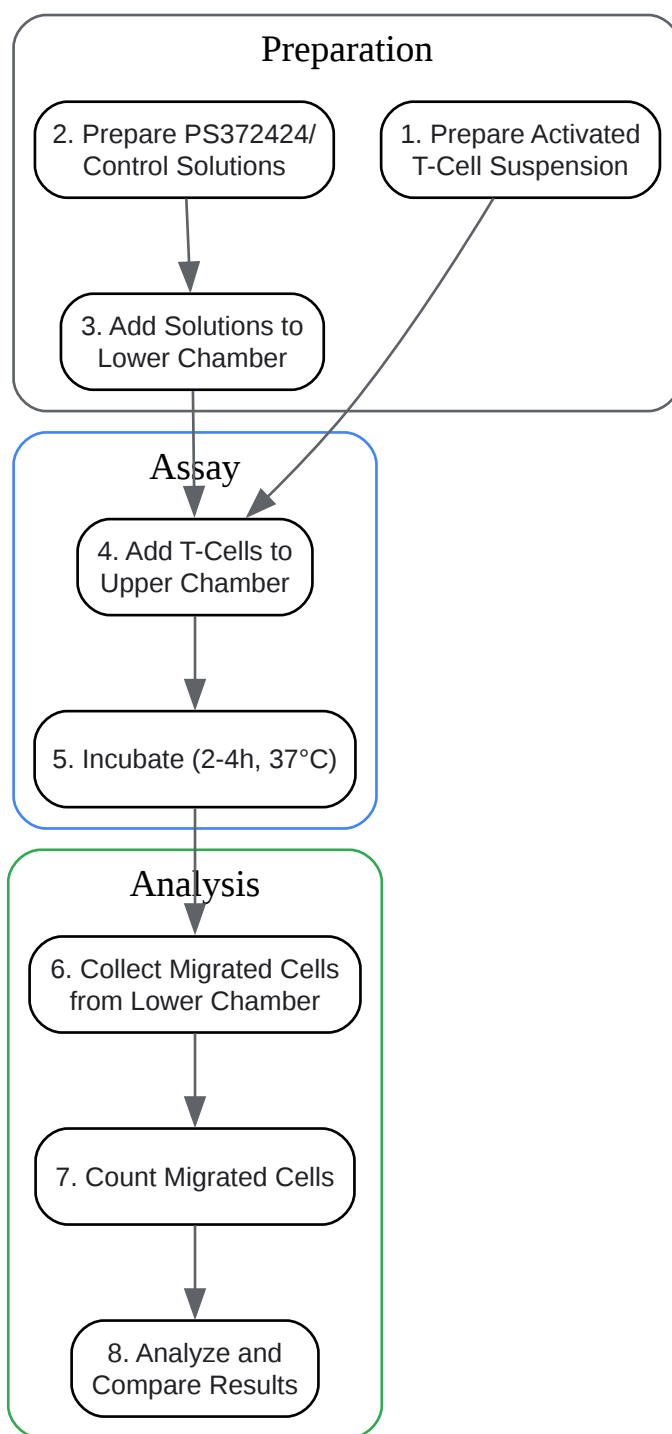 Preparation
2. Prepare PS372424/
Control Solutions
1. Prepare Activated
T-Cell Suspension
3. Add Solutions to
Lower Chamber
Assay
4. Add T-Cells to
Upper Chamber
5. Incubate (2-4h, 37°C)
Analysis
6. Collect Migrated Cells
from Lower Chamber
7. Count Migrated Cells
8. Analyze and
Compare Results